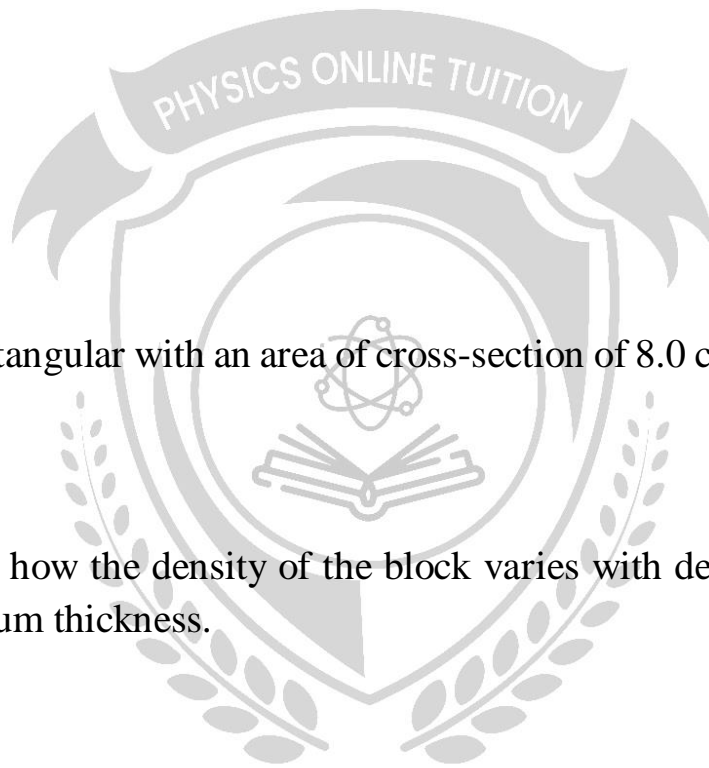 PHYSICS ONLINE TUITION
tangular with an area of cross-section of 8.0 c
how the density of the block varies with de
um thickness.